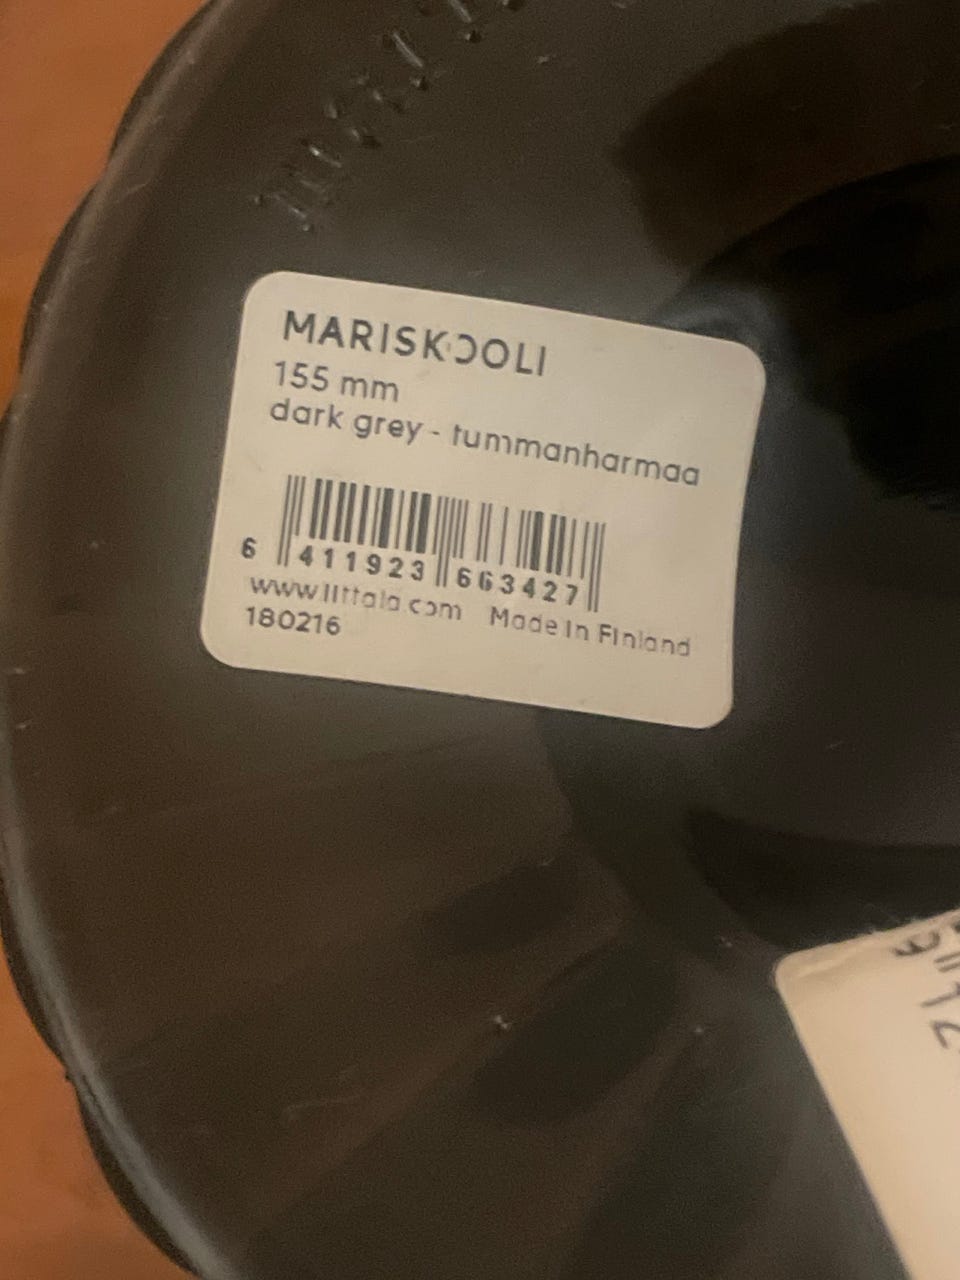 MARISKOOLI
155 mm
dark grey - tummanharmaa
6 411923 663427
www.iittala.com Made in Finland
180216